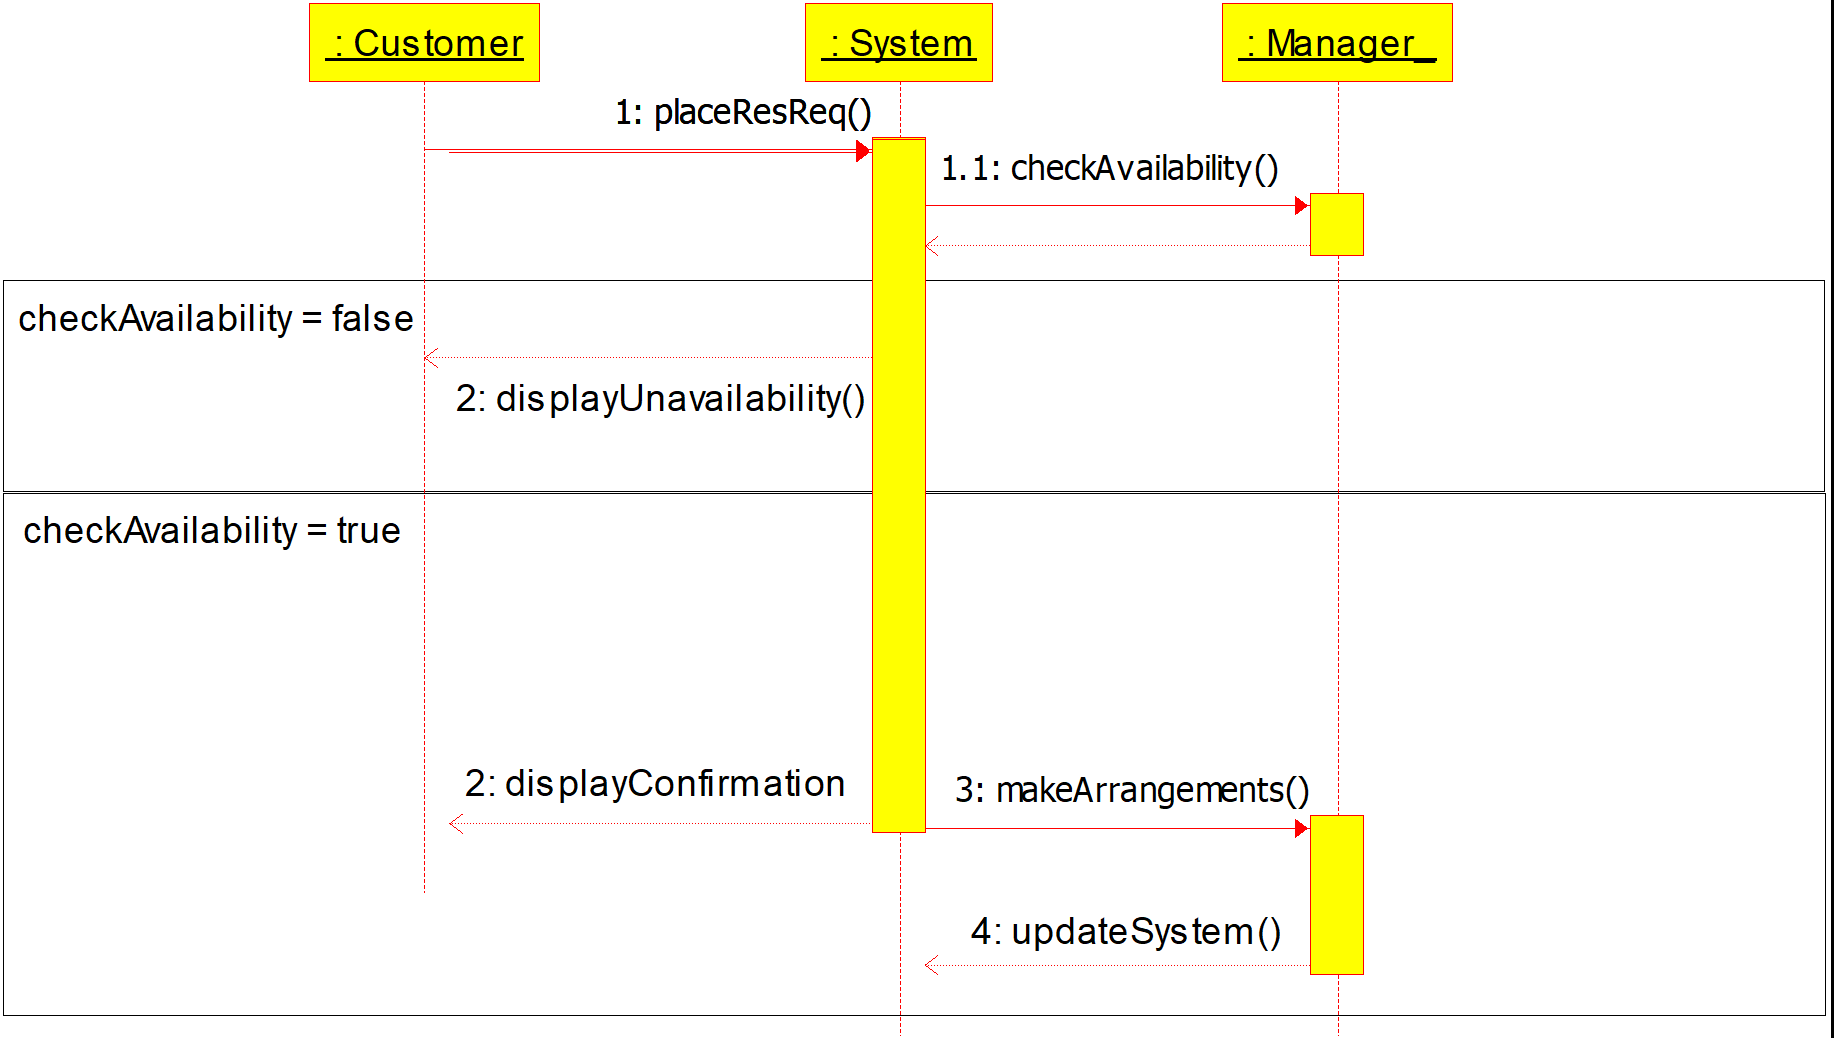 : Customer
: System
: Manager_
1: placeResReq()
1.1: checkAvailability()
checkAvailability = false
2: displayUnavailability()
checkAvailability = true
2: displayConfirmation
3: makeArrangements()
4: updateSystem()